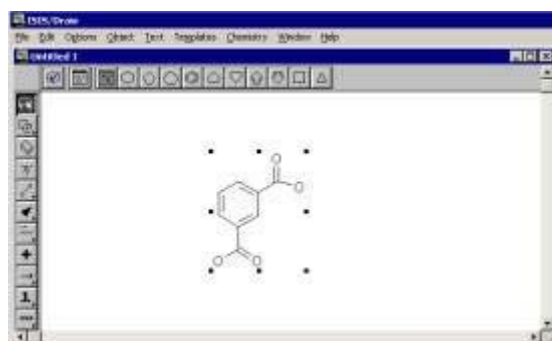 ISIS/Draw
File Edit Options Object Text Templates Chemistry Window Help
Untitled 1
O
O
O
O